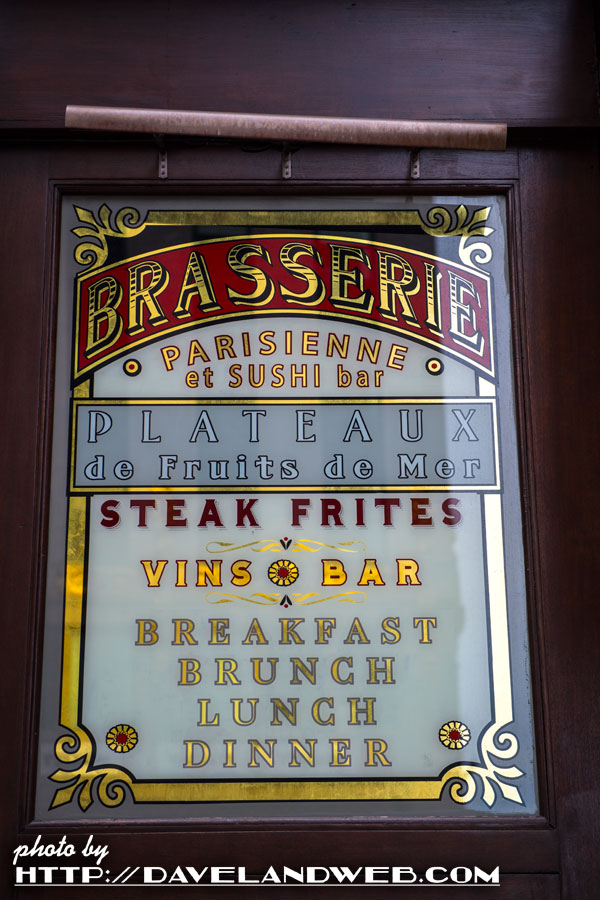 BRASSERIE
PARISIENNE
et SUSHI bar
PLATEAUX
de Fruits de Mer
STEAK FRITES
VINS BAR
BREAKFAST
BRUNCH
LUNCH
DINNER
photo by
HTTP://DAVELANDWEB.COM